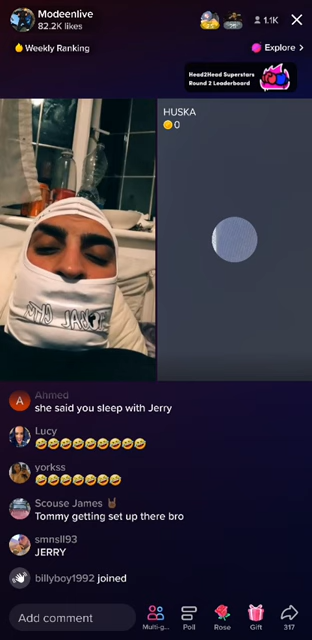 Modeenlive
82.2K likes
1.1K
Weekly Ranking
Explore >
Head2Head Superstars
Round 2 Leaderboard
HUSKA
0
Ahmed
she said you sleep with Jerry
Lucy
🤣🤣🤣🤣🤣🤣🤣🤣🤣
yorkss
🤣🤣🤣🤣🤣🤣🤣
Scouse James 🤘🏾
Tommy getting set up there bro
smnsll93
JERRY
billyboy1992 joined
Add comment
Multi-g...
Poll
Rose
Gift
317